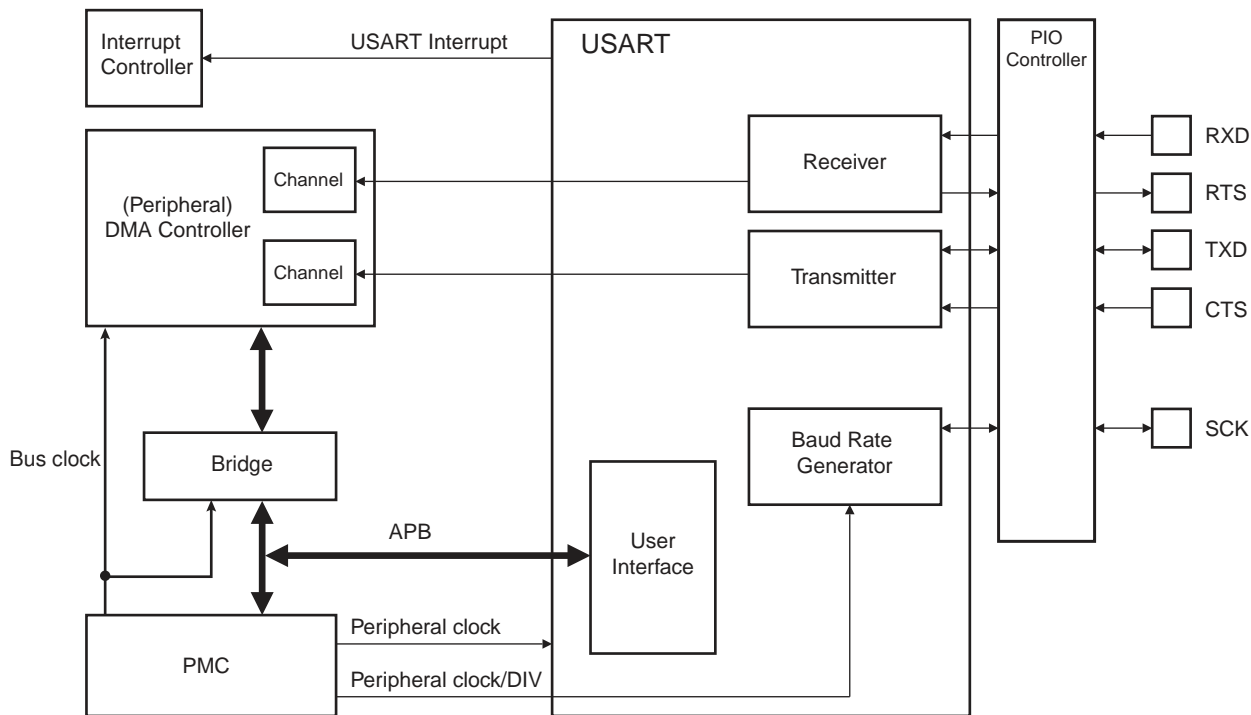 Interrupt
Controller
USART Interrupt
USART
PIO
Controller
(Peripheral)
DMA Controller
Channel
Channel
Receiver
Transmitter
RXD
RTS
TXD
CTS
SCK
Baud Rate
Generator
Bus clock
Bridge
APB
User
Interface
PMC
Peripheral clock
Peripheral clock/DIV